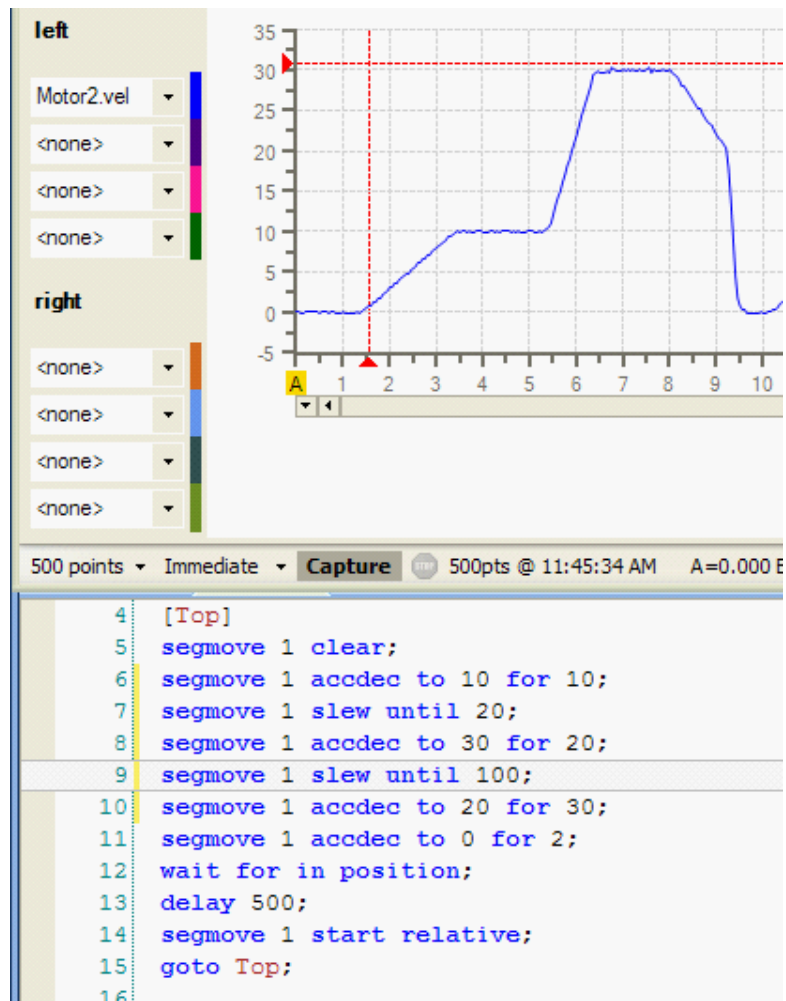 left
Motor2.vel
<none>
<none>
<none>
right
<none>
<none>
<none>
<none>
35
30
25
20
15
10
5
0
-5
A 1 2 3 4 5 6 7 8 9 10
500 points Immediate Capture STOP 500pts @ 11:45:34 AM A=0.000
4 [Top]
5 segmove 1 clear;
6 segmove 1 accdec to 10 for 10;
7 segmove 1 slew until 20;
8 segmove 1 accdec to 30 for 20;
9 segmove 1 slew until 100;
10 segmove 1 accdec to 20 for 30;
11 segmove 1 accdec to 0 for 2;
12 wait for in position;
13 delay 500;
14 segmove 1 start relative;
15 goto Top;
16